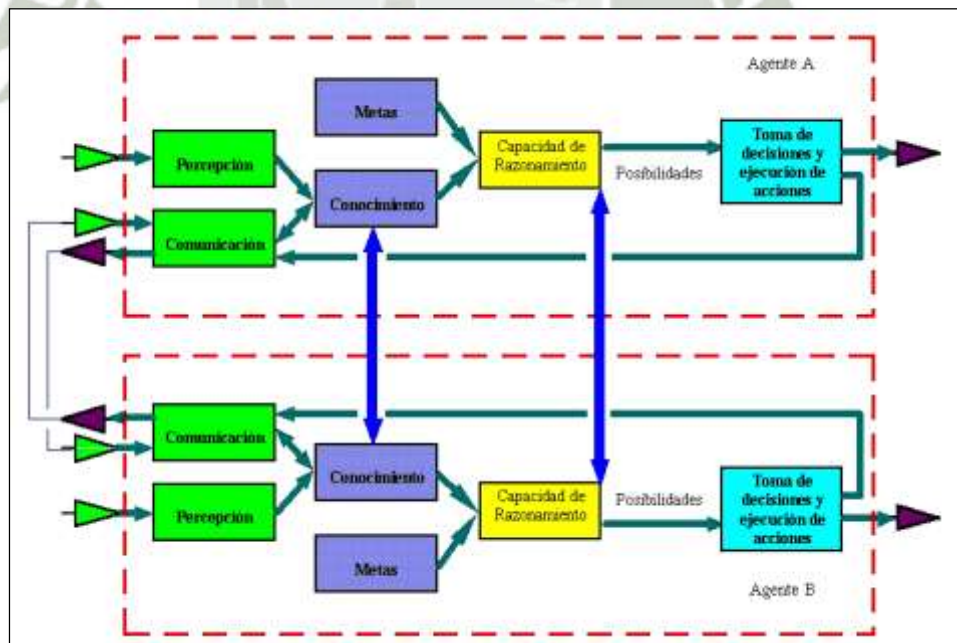 Agente A
Metas
Percepción
Capacidad de
Razonamiento
Posibilidades
Toma de
decisiones y
ejecución de
acciones
Conocimiento
Comunicación
Comunicación
Conocimiento
Percepción
Capacidad de
Razonamiento
Posibilidades
Toma de
decisiones y
ejecución de
acciones
Metas
Agente B